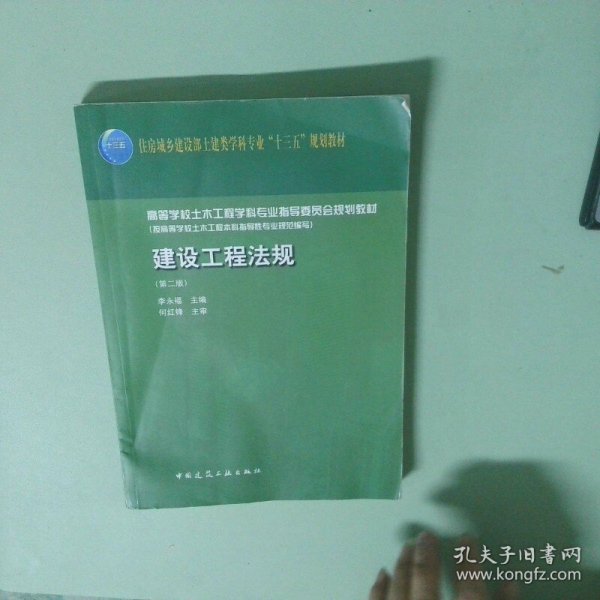 十三五
住房城乡建设部土建类学科专业“十三五”规划教材
高等学校土木工程学科专业指导委员会规划教材
(按高等学校土木工程本科指导性专业规范编写)
建设工程法规
(第二版)
李永福 主编
何红锋 主审
中国建筑工业出版社
孔夫子旧书网
www.kongfz.com